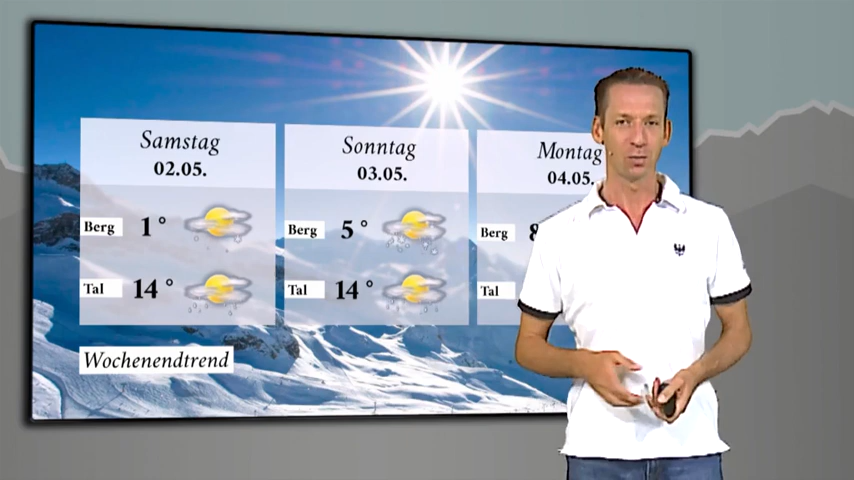 Samstag
02.05.
Berg 1°
Tal 14°
Sonntag
03.05.
Berg 5°
Tal 14°
Montag
04.05.
Berg
Tal
Wochenendtrend